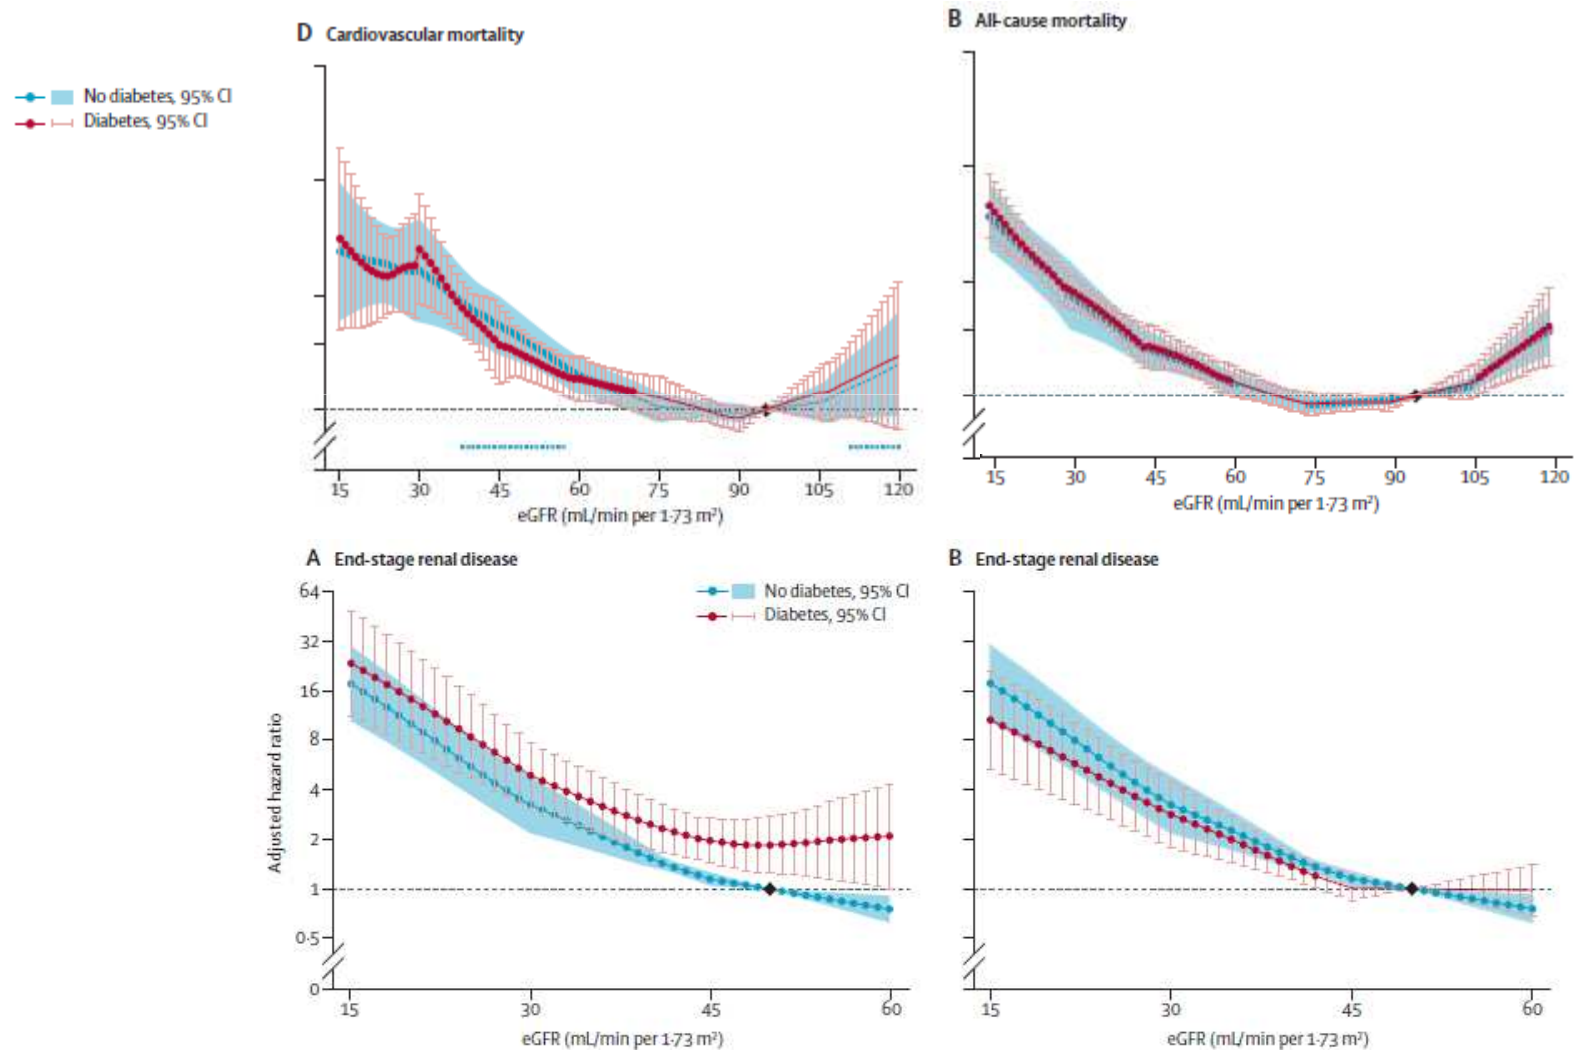 D Cardiovascular mortality
B All-cause mortality
No diabetes, 95% CI
Diabetes, 95% CI
15 30 45 60 75 90 105 120
eGFR (mL/min per 1·73 m²)
15 30 45 60 75 90 105 120
eGFR (mL/min per 1·73 m²)
A End-stage renal disease
B End-stage renal disease
No diabetes, 95% CI
Diabetes, 95% CI
Adjusted hazard ratio
64
32
16
8
4
2
1
0·5
0
15 30 45 60
eGFR (mL/min per 1·73 m²)
15 30 45 60
eGFR (mL/min per 1·73 m²)